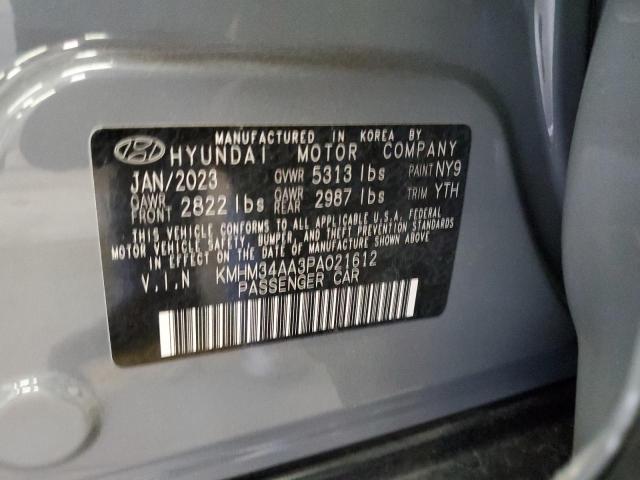 MANUFACTURED IN KOREA BY
HYUNDAI MOTOR COMPANY
JAN/2023 GVWR 5313 lbs PAINT NY9
GAWR FRONT 2822 lbs GAWR REAR 2987 lbs TRIM YTH
THIS VEHICLE CONFORMS TO ALL APPLICABLE U.S.A. FEDERAL
MOTOR VEHICLE SAFETY, BUMPER, AND THEFT PREVENTION STANDARDS
IN EFFECT ON THE DATE OF MANUFACTURE SHOWN ABOVE.
V.I.N KMHM34AA3PA021612
PASSENGER CAR